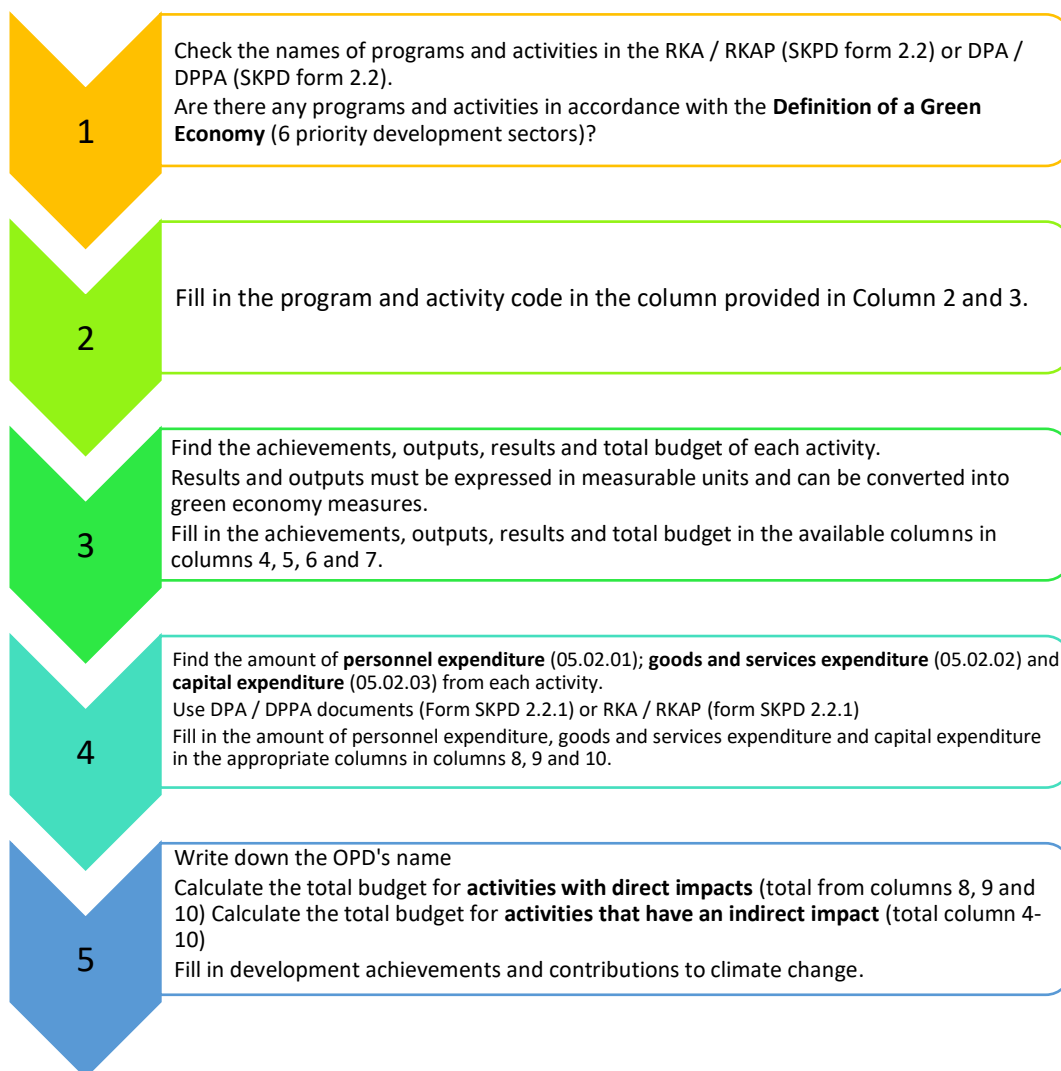 1
Check the names of programs and activities in the RKA / RKAP (SKPD form 2.2) or DPA /
DPPA (SKPD form 2.2).
Are there any programs and activities in accordance with the Definition of a Green
Economy (6 priority development sectors)?
2
Fill in the program and activity code in the column provided in Column 2 and 3.
3
Find the achievements, outputs, results and total budget of each activity.
Results and outputs must be expressed in measurable units and can be converted into
green economy measures.
Fill in the achievements, outputs, results and total budget in the available columns in
columns 4, 5, 6 and 7.
4
Find the amount of personnel expenditure (05.02.01); goods and services expenditure (05.02.02) and
capital expenditure (05.02.03) from each activity.
Use DPA / DPPA documents (Form SKPD 2.2.1) or RKA / RKAP (form SKPD 2.2.1)
Fill in the amount of personnel expenditure, goods and services expenditure and capital expenditure
in the appropriate columns in columns 8, 9 and 10.
5
Write down the OPD's name
Calculate the total budget for activities with direct impacts (total from columns 8, 9 and
10) Calculate the total budget for activities that have an indirect impact (total column 4-
10)
Fill in development achievements and contributions to climate change.